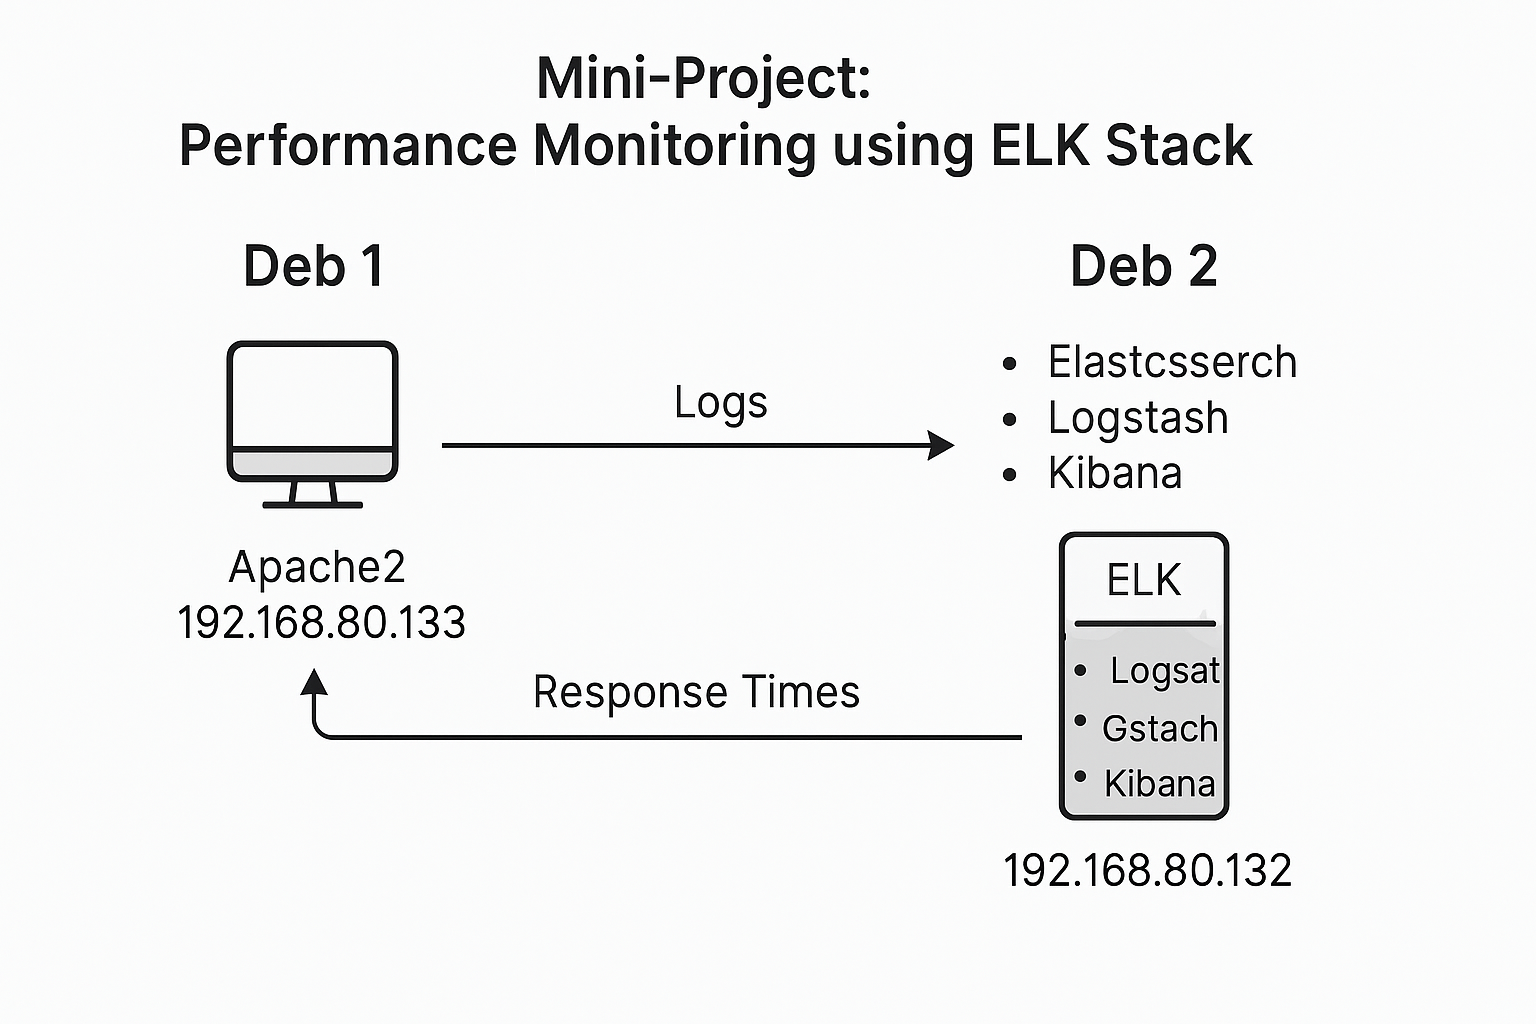 Mini-Project:
Performance Monitoring using ELK Stack
Deb 1
Deb 2
• Elastcsserch
• Logstash
• Kibana
Logs
Apache2
192.168.80.133
ELK
• Logsat
• Gstach
• Kibana
Response Times
192.168.80.132